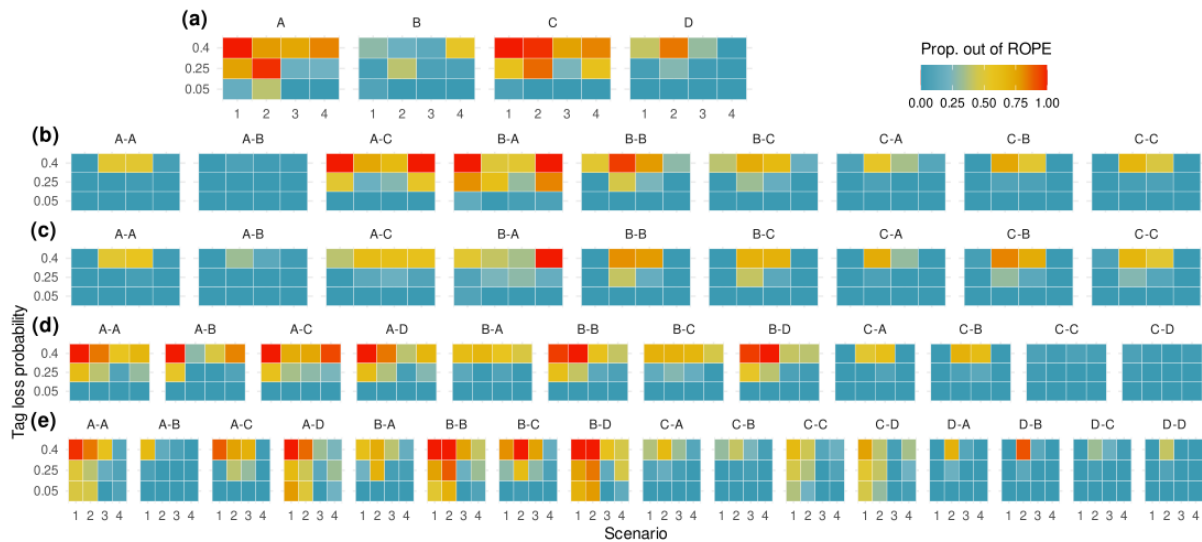 (a)
A B C D
Prop. out of ROPE
0.00 0.25 0.50 0.75 1.00
0.4
0.25
0.05
1 2 3 4 1 2 3 4 1 2 3 4 1 2 3 4
(b)
A-A A-B A-C B-A B-B B-C C-A C-B C-C
0.4
0.25
0.05
(c)
A-A A-B A-C B-A B-B B-C C-A C-B C-C
0.4
0.25
0.05
Tag loss probability
(d)
A-A A-B A-C A-D B-A B-B B-C B-D C-A C-B C-C C-D
0.4
0.25
0.05
(e)
A-A A-B A-C A-D B-A B-B B-C B-D C-A C-B C-C C-D D-A D-B D-C D-D
0.4
0.25
0.05
1 2 3 4 1 2 3 4 1 2 3 4 1 2 3 4 1 2 3 4 1 2 3 4 1 2 3 4 1 2 3 4 1 2 3 4 1 2 3 4 1 2 3 4 1 2 3 4 1 2 3 4 1 2 3 4 1 2 3 4 1 2 3 4
Scenario